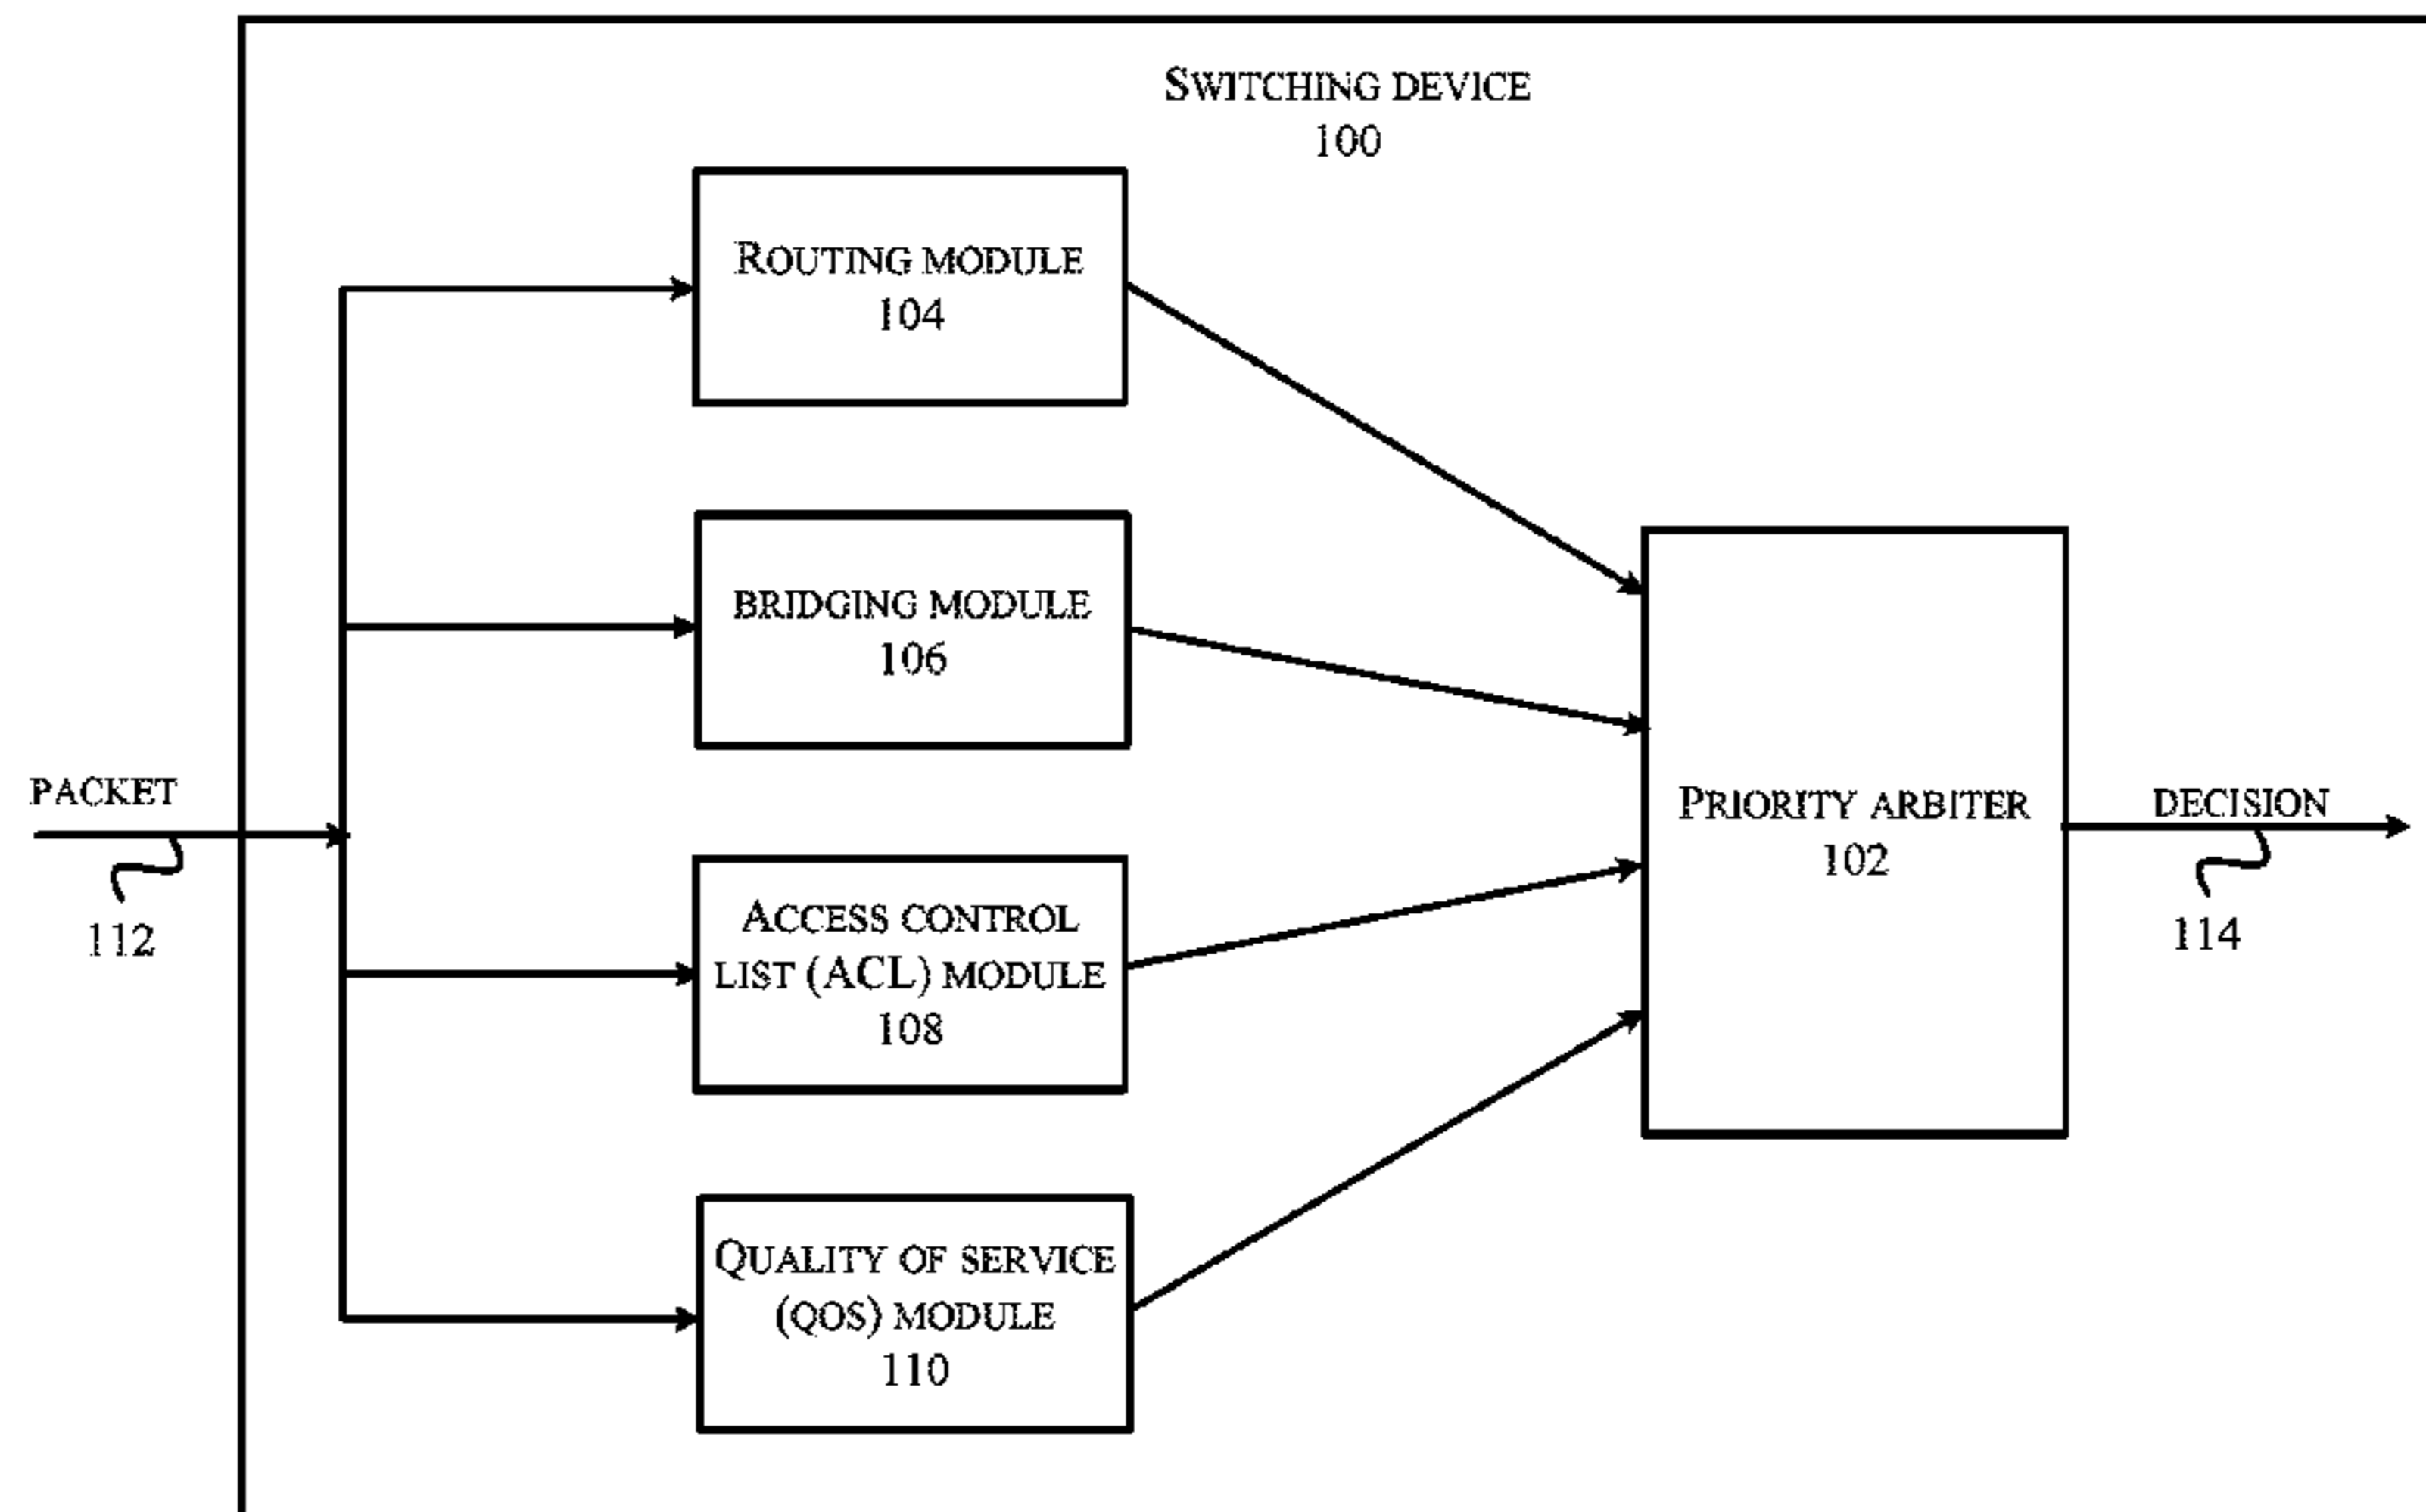 SWITCHING DEVICE
100
ROUTING MODULE
104
BRIDGING MODULE
106
PACKET
112
ACCESS CONTROL
LIST (ACL) MODULE
108
QUALITY OF SERVICE
(QOS) MODULE
110
PRIORITY ARBITER
102
DECISION
114